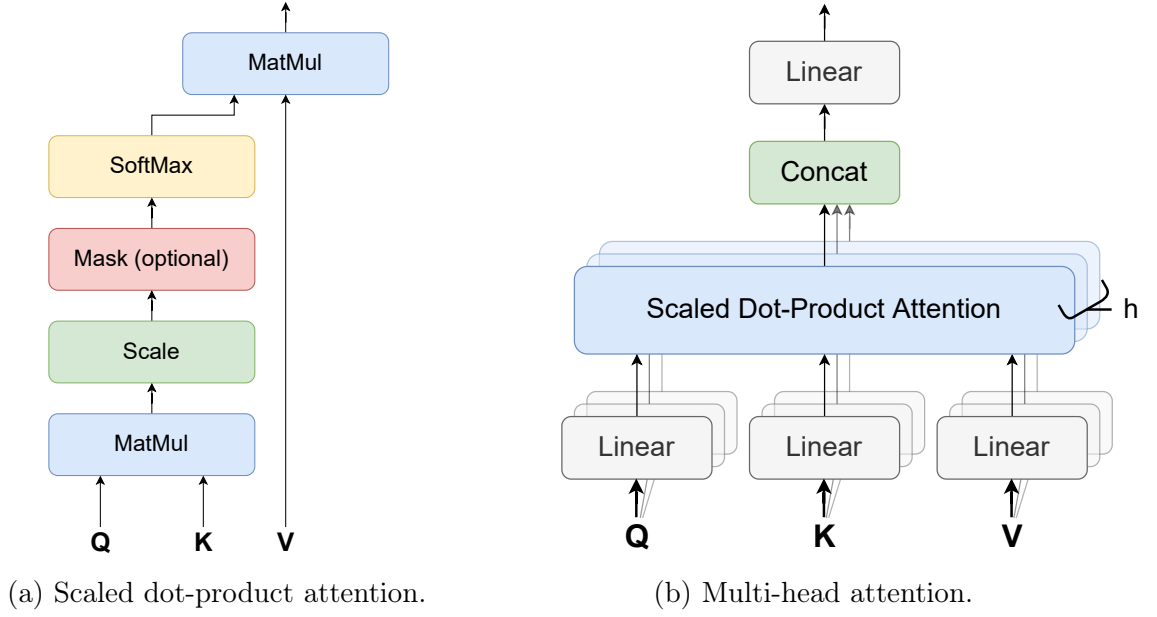 MatMul
SoftMax
Mask (optional)
Scale
MatMul
Q K V
(a) Scaled dot-product attention.
Linear
Concat
Scaled Dot-Product Attention
h
Linear Linear Linear
Q K V
(b) Multi-head attention.